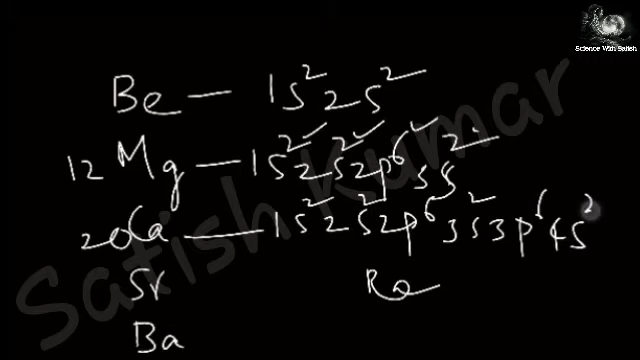 Science With Satish
Be — 1s² 2s²
12 Mg — 1s² ✓ 2s² ✓ 2p⁶ ✓ 3s²
20 Ca — 1s² 2s² 2p⁶ 3s² 3p⁶ 4s²
Sr Ra
Ba
Satish Kumar